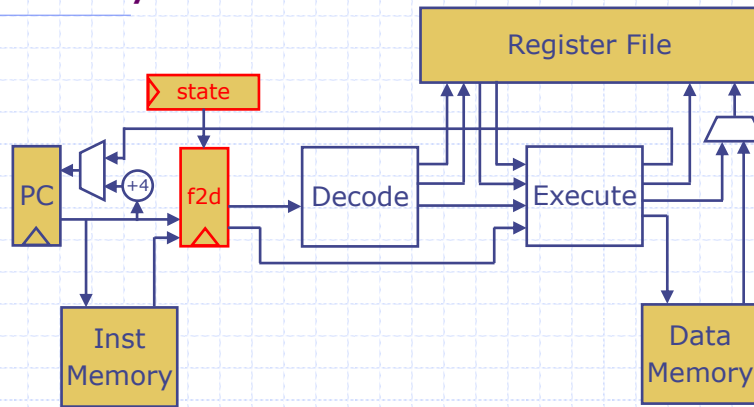 Register File
state
PC
+4
f2d
Decode
Execute
Inst
Memory
Data
Memory